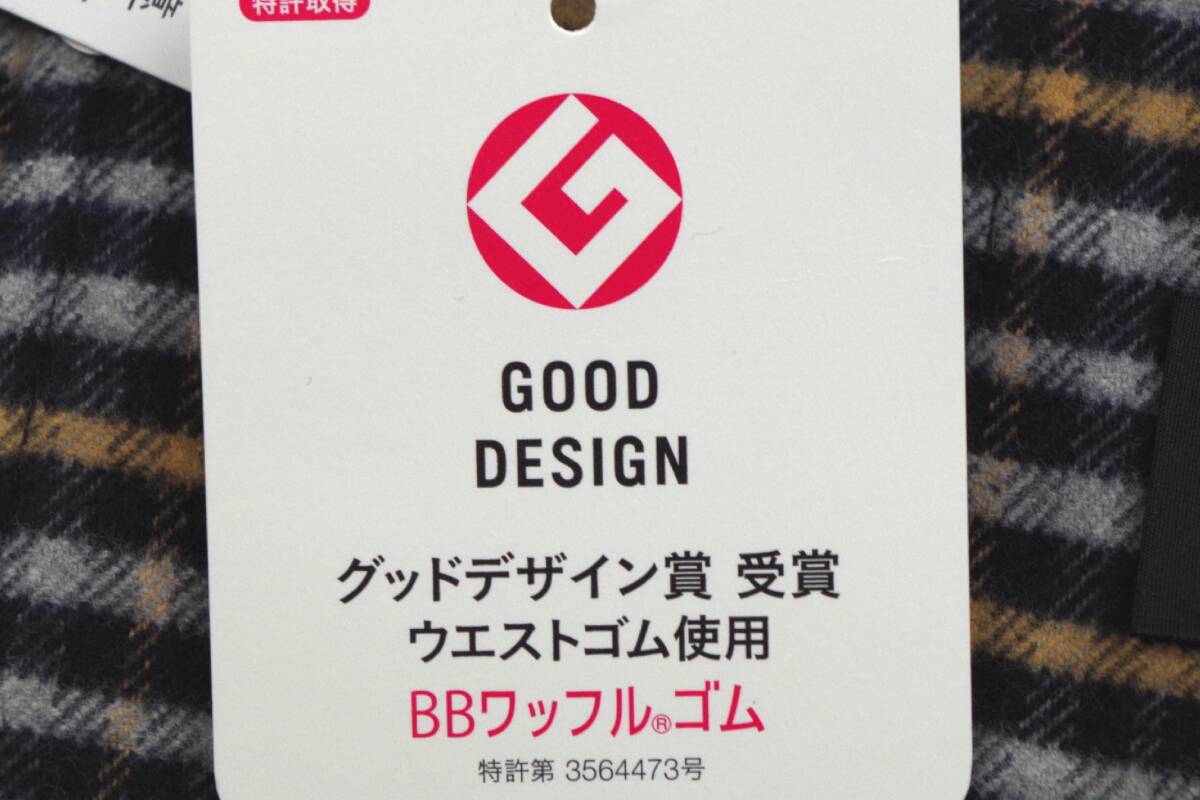 特許取得
GOOD
DESIGN
グッドデザイン賞 受賞
ウエストゴム使用
BBワッフル®ゴム
特許第 3564473号